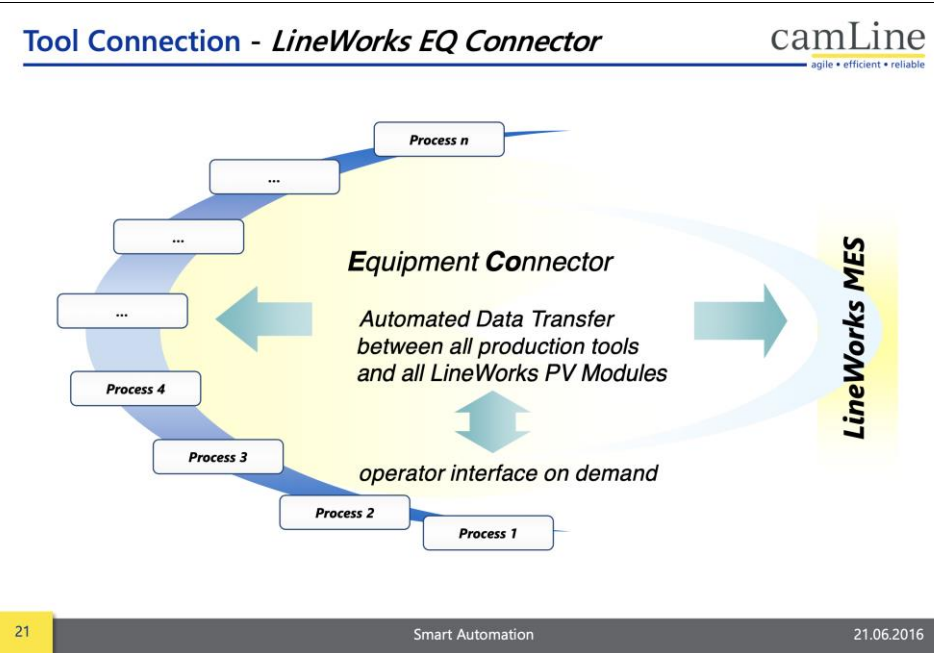 Tool Connection - LineWorks EQ Connector
camLine
agile • efficient • reliable
Process n
...
...
...
Process 4
Process 3
Process 2
Process 1
Equipment Connector
Automated Data Transfer
between all production tools
and all LineWorks PV Modules
operator interface on demand
LineWorks MES
21
Smart Automation
21.06.2016